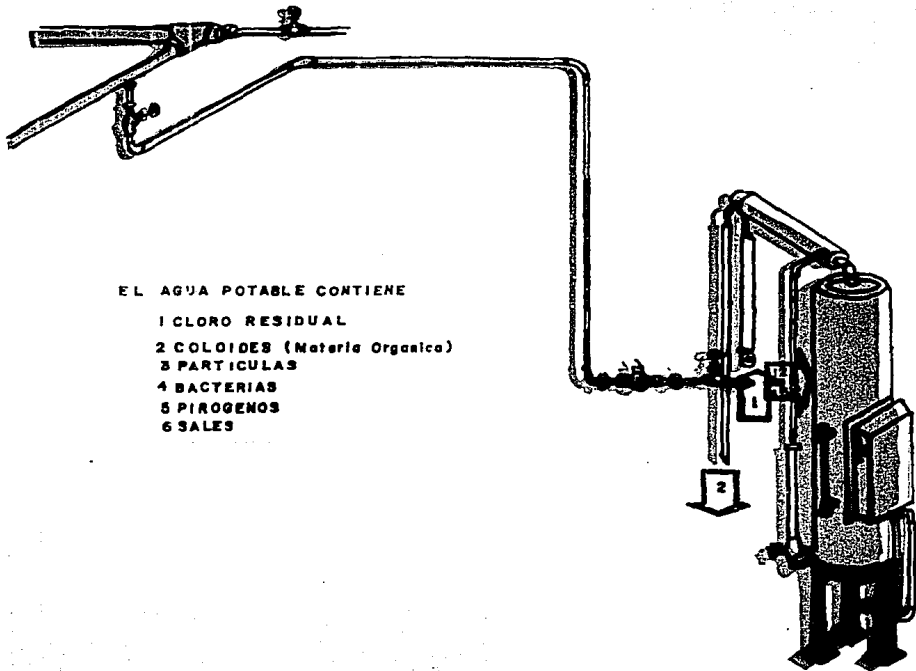 EL AGUA POTABLE CONTIENE
1 CLORO RESIDUAL
2 COLOIDES (Materia Organica)
3 PARTICULAS
4 BACTERIAS
5 PIROGENOS
6 SALES
1
2